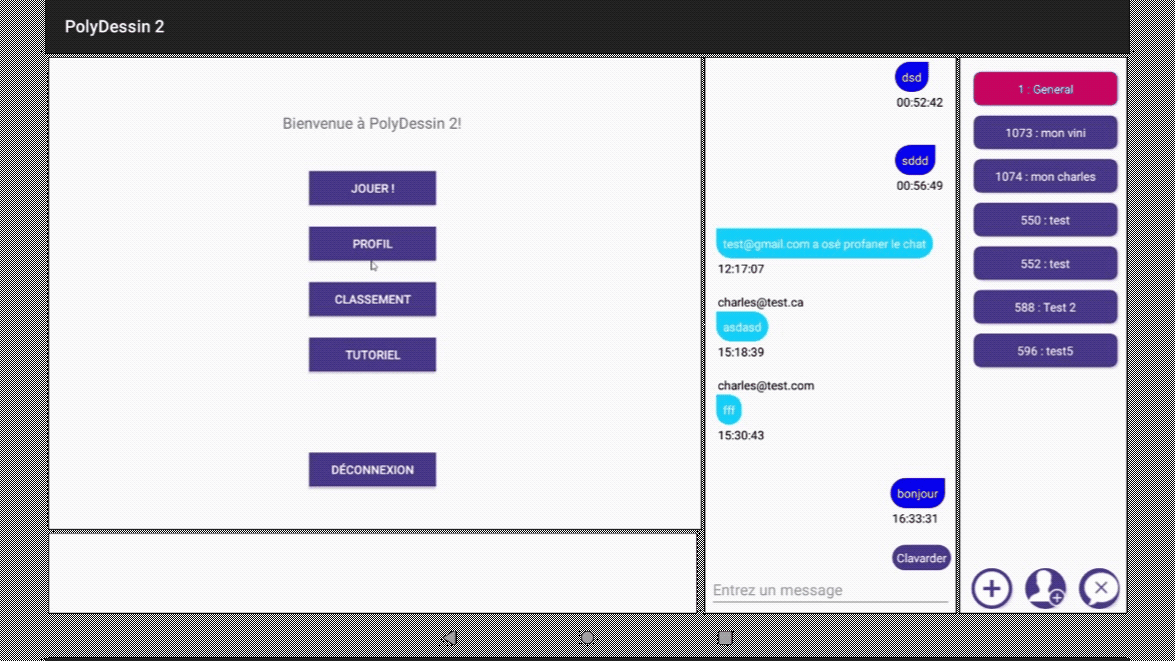 PolyDessin 2
Bienvenue à PolyDessin 2!
JOUER !
PROFIL
CLASSEMENT
TUTORIEL
DÉCONNEXION
dsd
00:52:42
sddd
00:56:49
test@gmail.com a osé profaner le chat
12:17:07
charles@test.ca
asdasd
15:18:39
charles@test.com
fff
15:30:43
bonjour
16:33:31
Clavarder
Entrez un message
1 : General
1073 : mon vini
1074 : mon charles
550 : test
552 : test
588 : Test 2
596 : test5